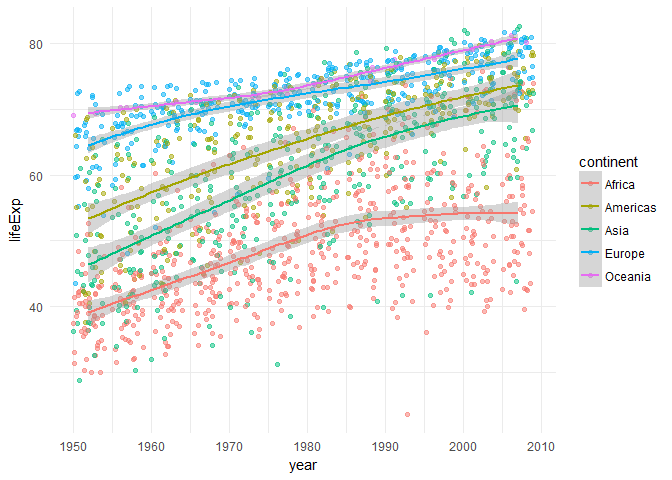 80
60
40
lifeExp
1950 1960 1970 1980 1990 2000 2010
year
continent
Africa
Americas
Asia
Europe
Oceania